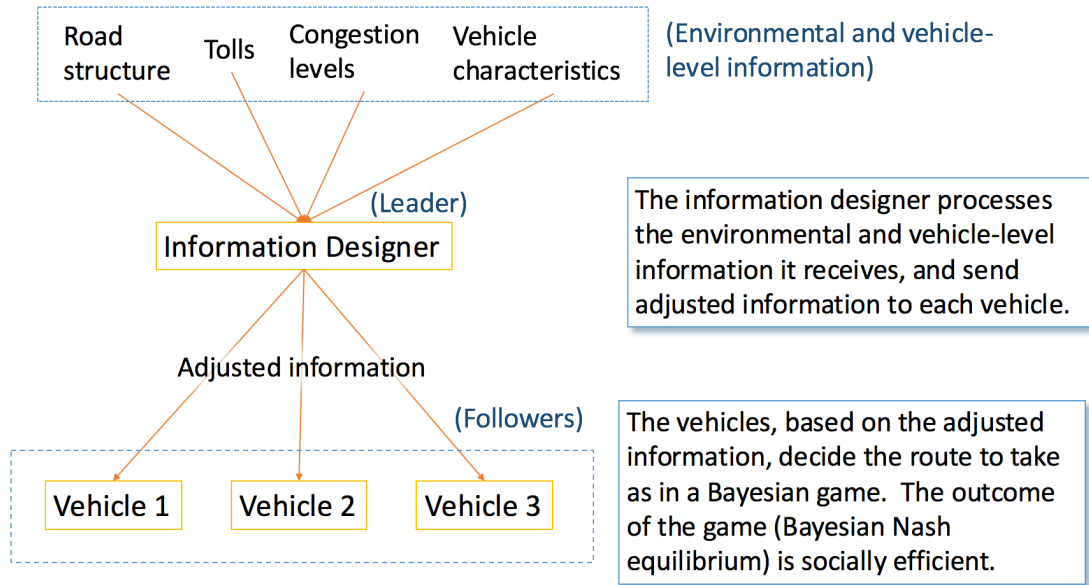 Road
structure
Tolls
Congestion
levels
Vehicle
characteristics
(Environmental and vehicle-
level information)
(Leader)
Information Designer
The information designer processes
the environmental and vehicle-level
information it receives, and send
adjusted information to each vehicle.
Adjusted information
(Followers)
Vehicle 1
Vehicle 2
Vehicle 3
The vehicles, based on the adjusted
information, decide the route to take
as in a Bayesian game.  The outcome
of the game (Bayesian Nash
equilibrium) is socially efficient.